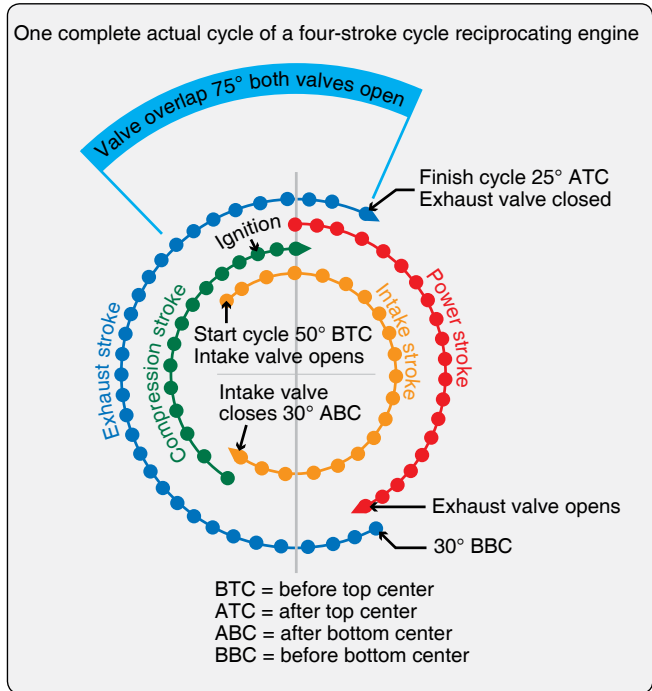 One complete actual cycle of a four-stroke cycle reciprocating engine
Valve overlap 75° both valves open
Finish cycle 25° ATC
Exhaust valve closed
Ignition
Power stroke
Intake stroke
Compression stroke
Exhaust stroke
Start cycle 50° BTC
Intake valve opens
Intake valve
closes 30° ABC
Exhaust valve opens
30° BBC
BTC = before top center
ATC = after top center
ABC = after bottom center
BBC = before bottom center